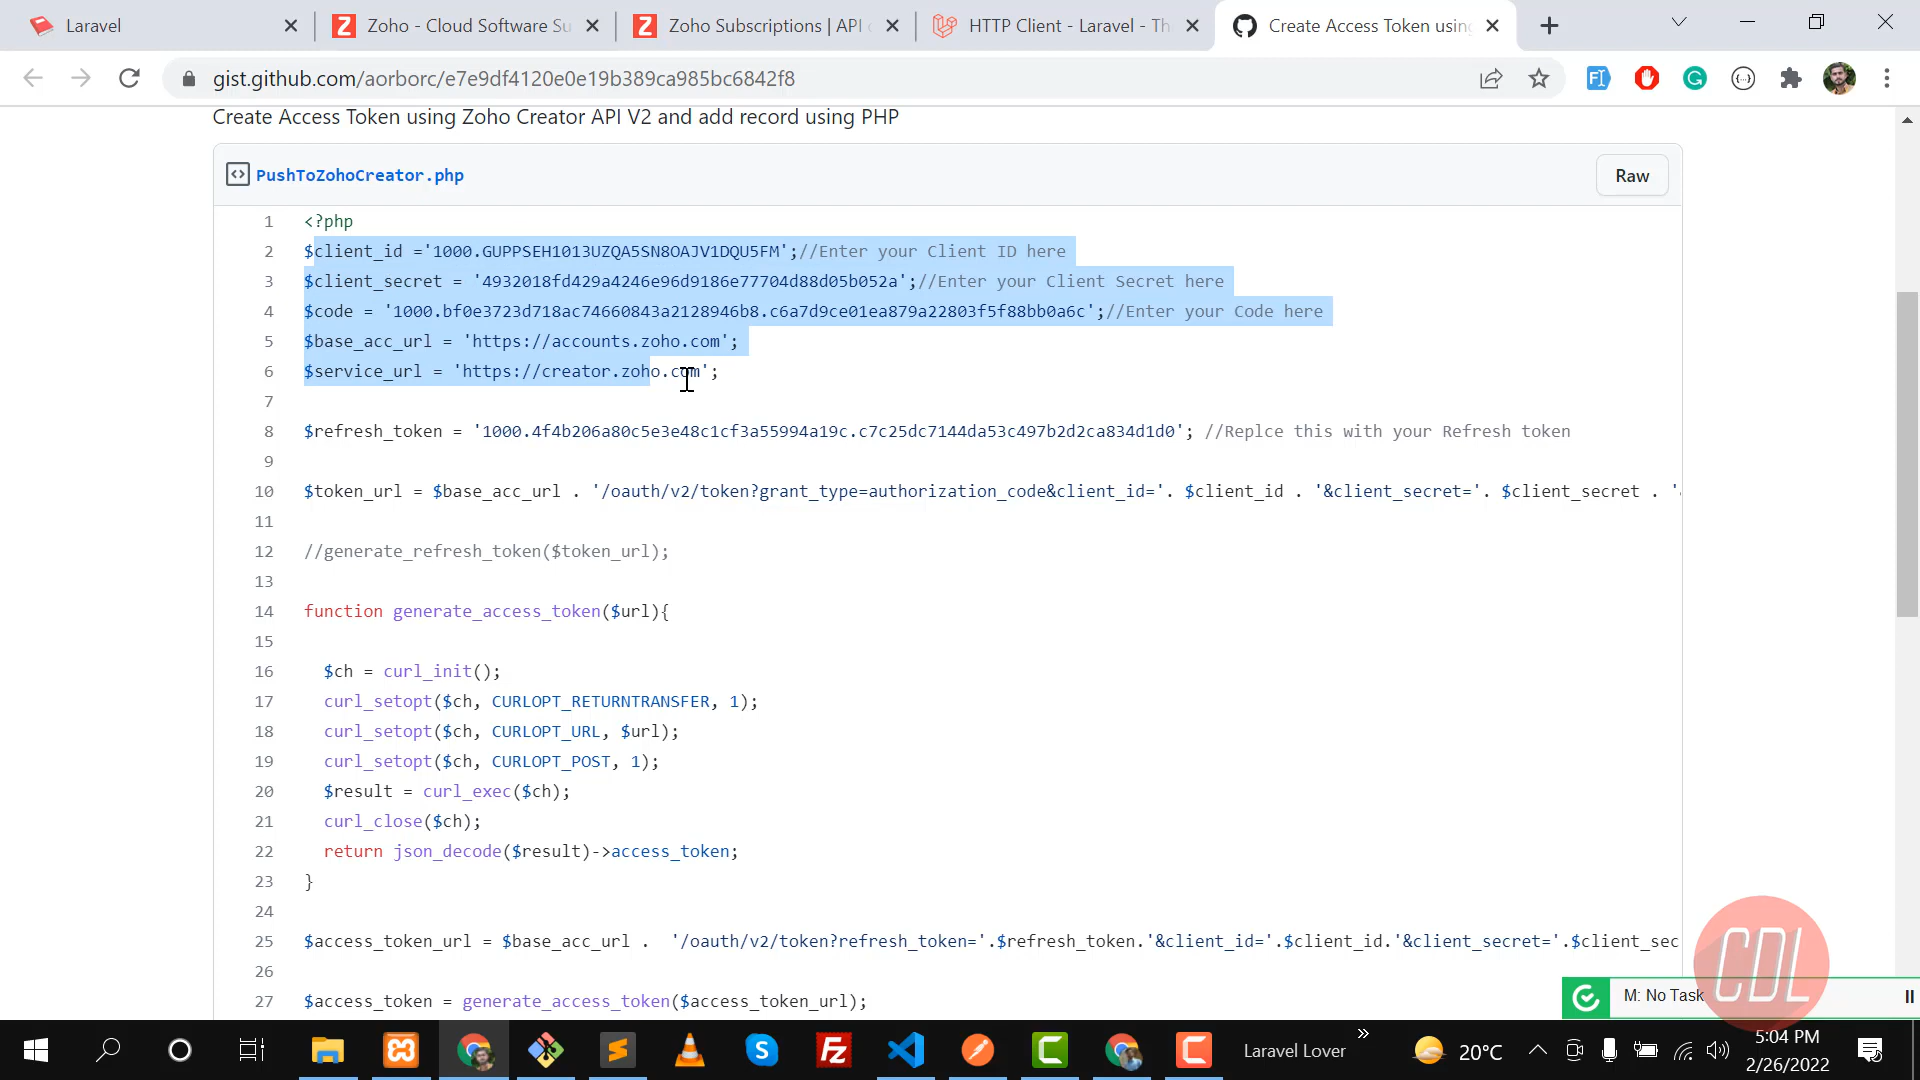 Laravel
Zoho - Cloud Software Su
Zoho Subscriptions | API
HTTP Client - Laravel - Th
Create Access Token using
gist.github.com/aorborc/e7e9df4120e0e19b389ca985bc6842f8
Create Access Token using Zoho Creator API V2 and add record using PHP
PushToZohoCreator.php
Raw
1 <?php
2 $client_id ='1000.GUPPSEH1013UZQA5SN8OAJV1DQU5FM';//Enter your Client ID here
3 $client_secret = '4932018fd429a4246e96d9186e77704d88d05b052a';//Enter your Client Secret here
4 $code = '1000.bf0e3723d718ac74660843a2128946b8.c6a7d9ce01ea879a22803f5f88bb0a6c';//Enter your Code here
5 $base_acc_url = 'https://accounts.zoho.com';
6 $service_url = 'https://creator.zoho.com';
7
8 $refresh_token = '1000.4f4b206a80c5e3e48c1cf3a55994a19c.c7c25dc7144da53c497b2d2ca834d1d0'; //Replce this with your Refresh token
9
10 $token_url = $base_acc_url . '/oauth/v2/token?grant_type=authorization_code&client_id='. $client_id . '&client_secret='. $client_secret . '
11
12 //generate_refresh_token($token_url);
13
14 function generate_access_token($url){
15
16 $ch = curl_init();
17 curl_setopt($ch, CURLOPT_RETURNTRANSFER, 1);
18 curl_setopt($ch, CURLOPT_URL, $url);
19 curl_setopt($ch, CURLOPT_POST, 1);
20 $result = curl_exec($ch);
21 curl_close($ch);
22 return json_decode($result)->access_token;
23 }
24
25 $access_token_url = $base_acc_url . '/oauth/v2/token?refresh_token='.$refresh_token.'&client_id='.$client_id.'&client_secret='.$client_sec
26
27 $access_token = generate_access_token($access_token_url);
CDL
M: No Task
Laravel Lover
20°C
5:04 PM
2/26/2022